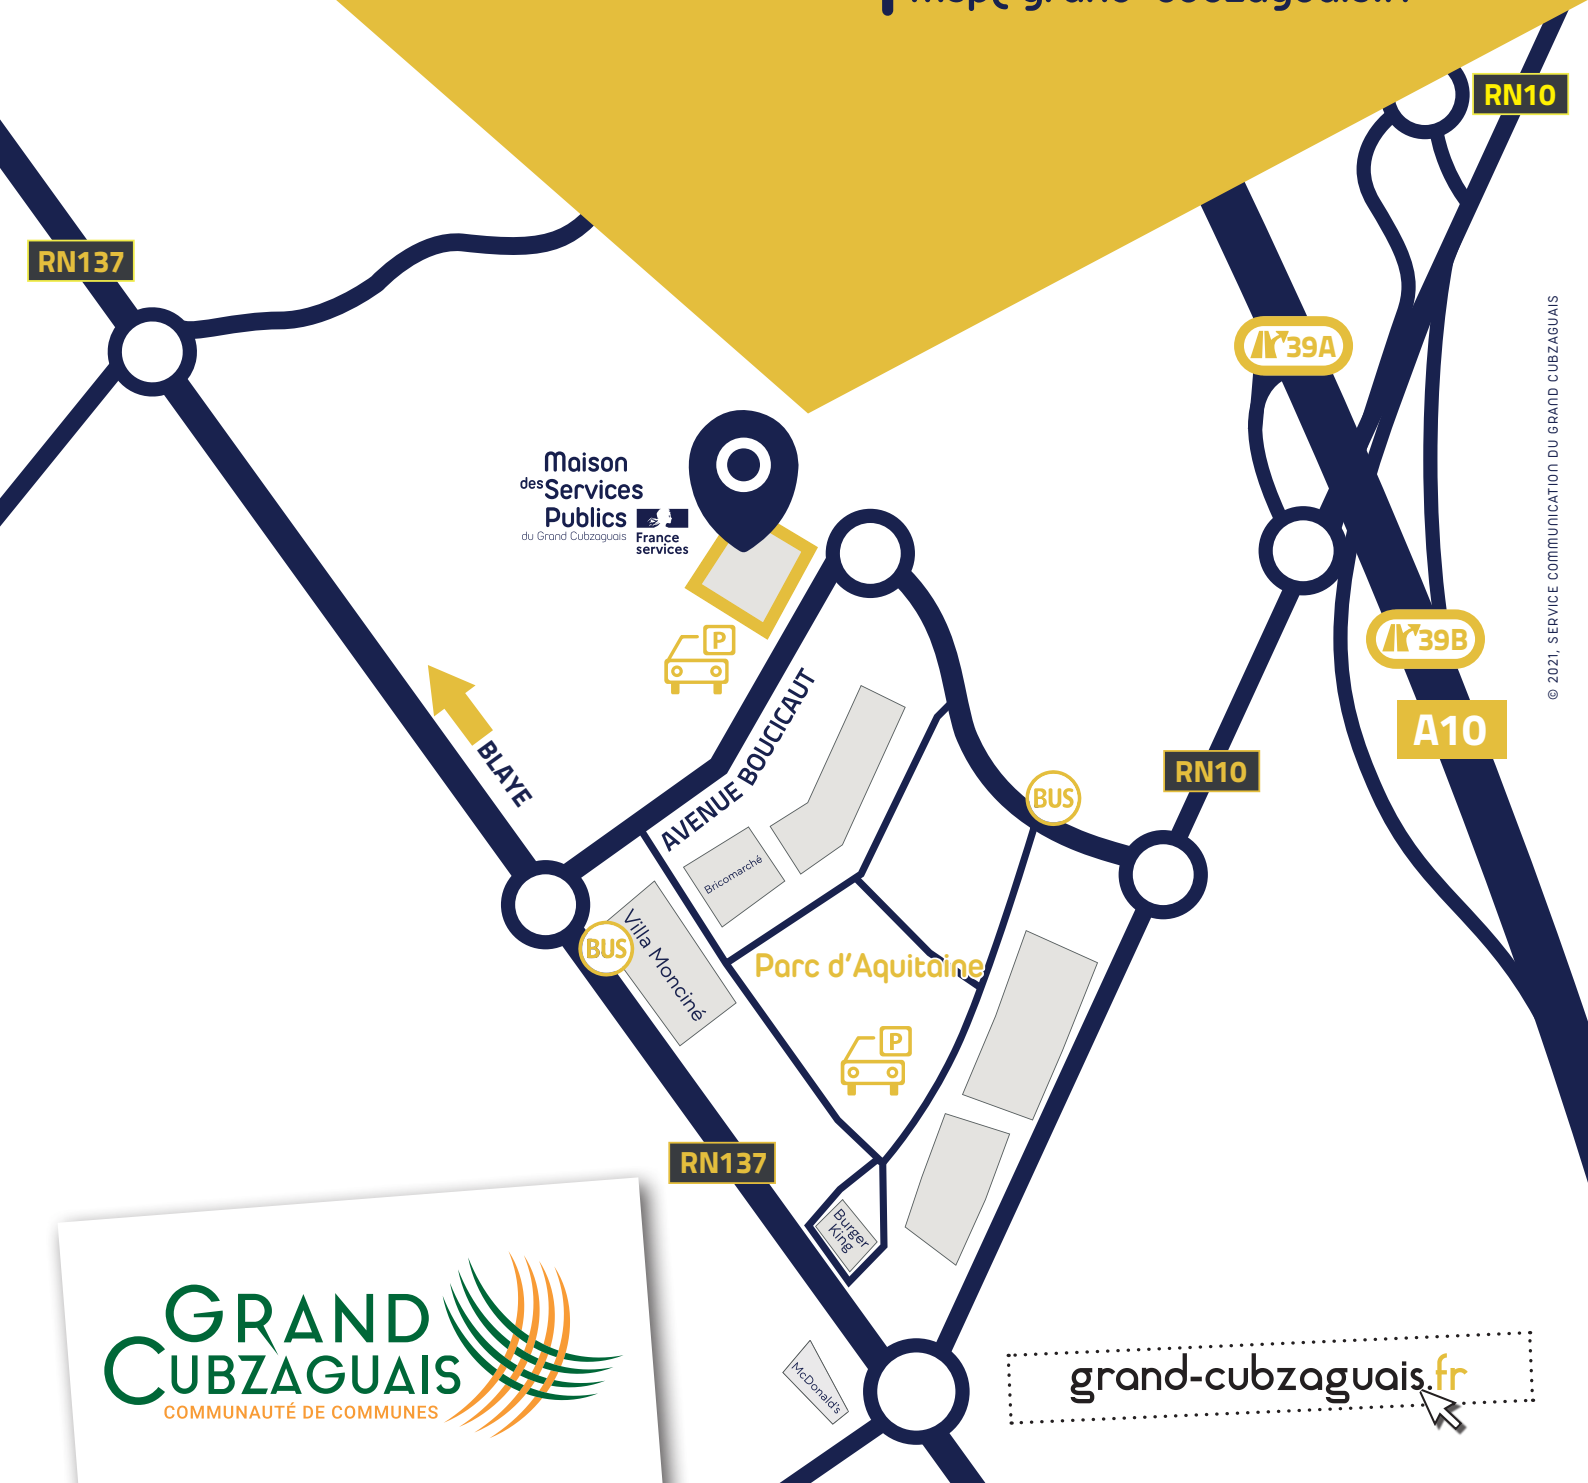 RN10
RN137
39A
Maison
des Services
Publics
du Grand Cubzaguais
France
services
P
39B
A10
© 2021, SERVICE COMMUNICATION DU GRAND CUBZAGUAIS
BLAYE
AVENUE BOUCICAUT
RN10
BUS
Bricomarché
BUS
Villa Monciné
Parc d'Aquitaine
P
RN137
Burger
King
McDonald's
GRAND
CUBZAGUAIS
COMMUNAUTÉ DE COMMUNES
grand-cubzaguais.fr